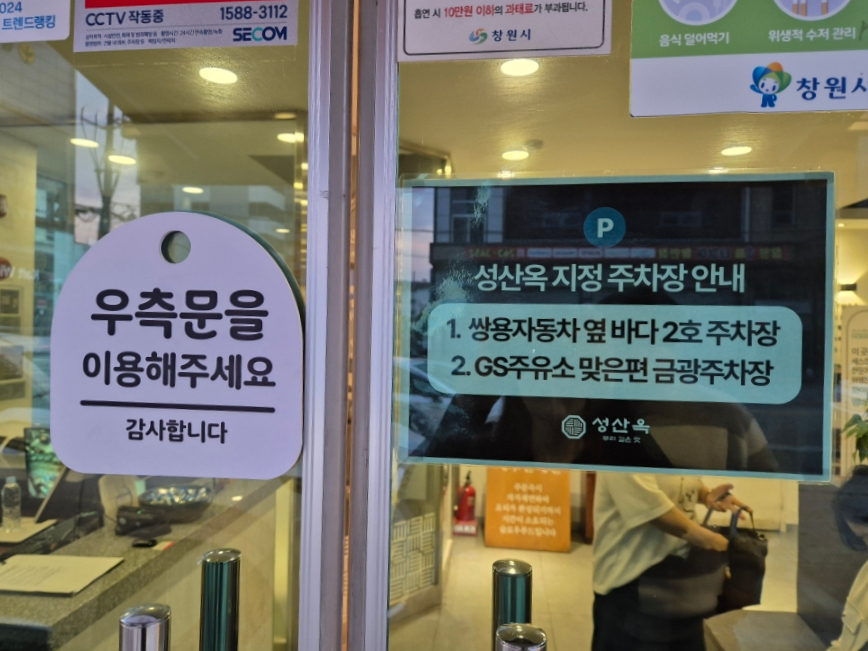 2024
트렌드랭킹
CCTV 작동중
1588-3112
SECOM
흡연 시 10만원 이하의 과태료가 부과됩니다.
창원시
음식 덜어먹기
위생적 수저 관리
창원시
우측문을
이용해주세요
감사합니다
P
성산옥 지정 주차장 안내
1. 쌍용자동차 옆 바다 2호 주차장
2. GS주유소 맞은편 금광주차장
성산옥